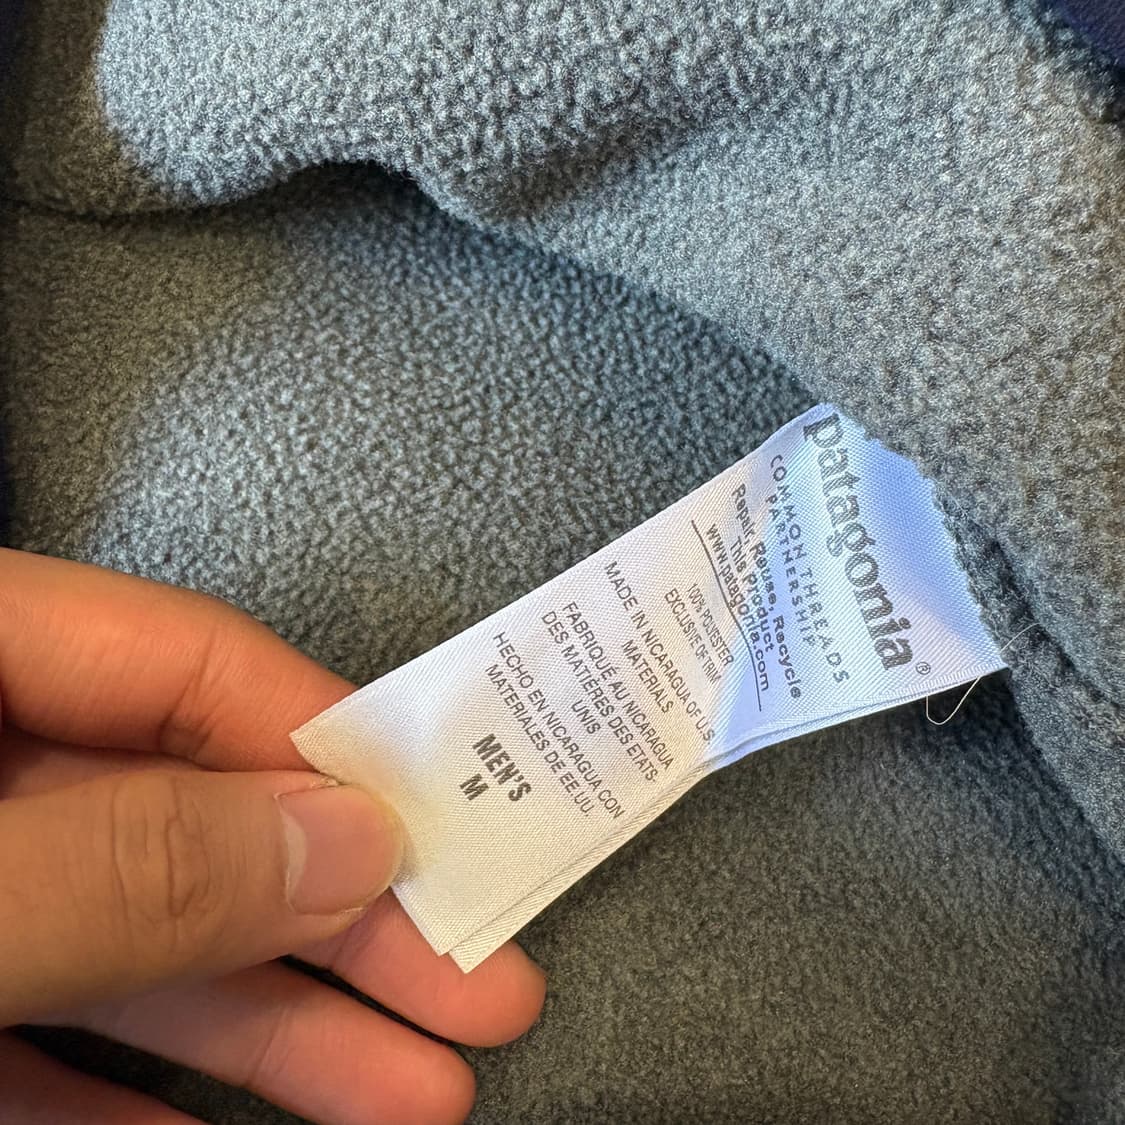 patagonia®
COMMON THREADS
PARTNERSHIP
Repair, Reuse, Recycle
This Product
www.patagonia.com
100% POLYESTER
EXCLUSIVE OF TRIM
MADE IN NICARAGUA OF U.S.
MATERIALS
FABRIQUE AU NICARAGUA
DES MATIÈRES DES ETATS-
UNIS
HECHO EN NICARAGUA CON
MATERIALES DE EE.UU.
MEN'S
M